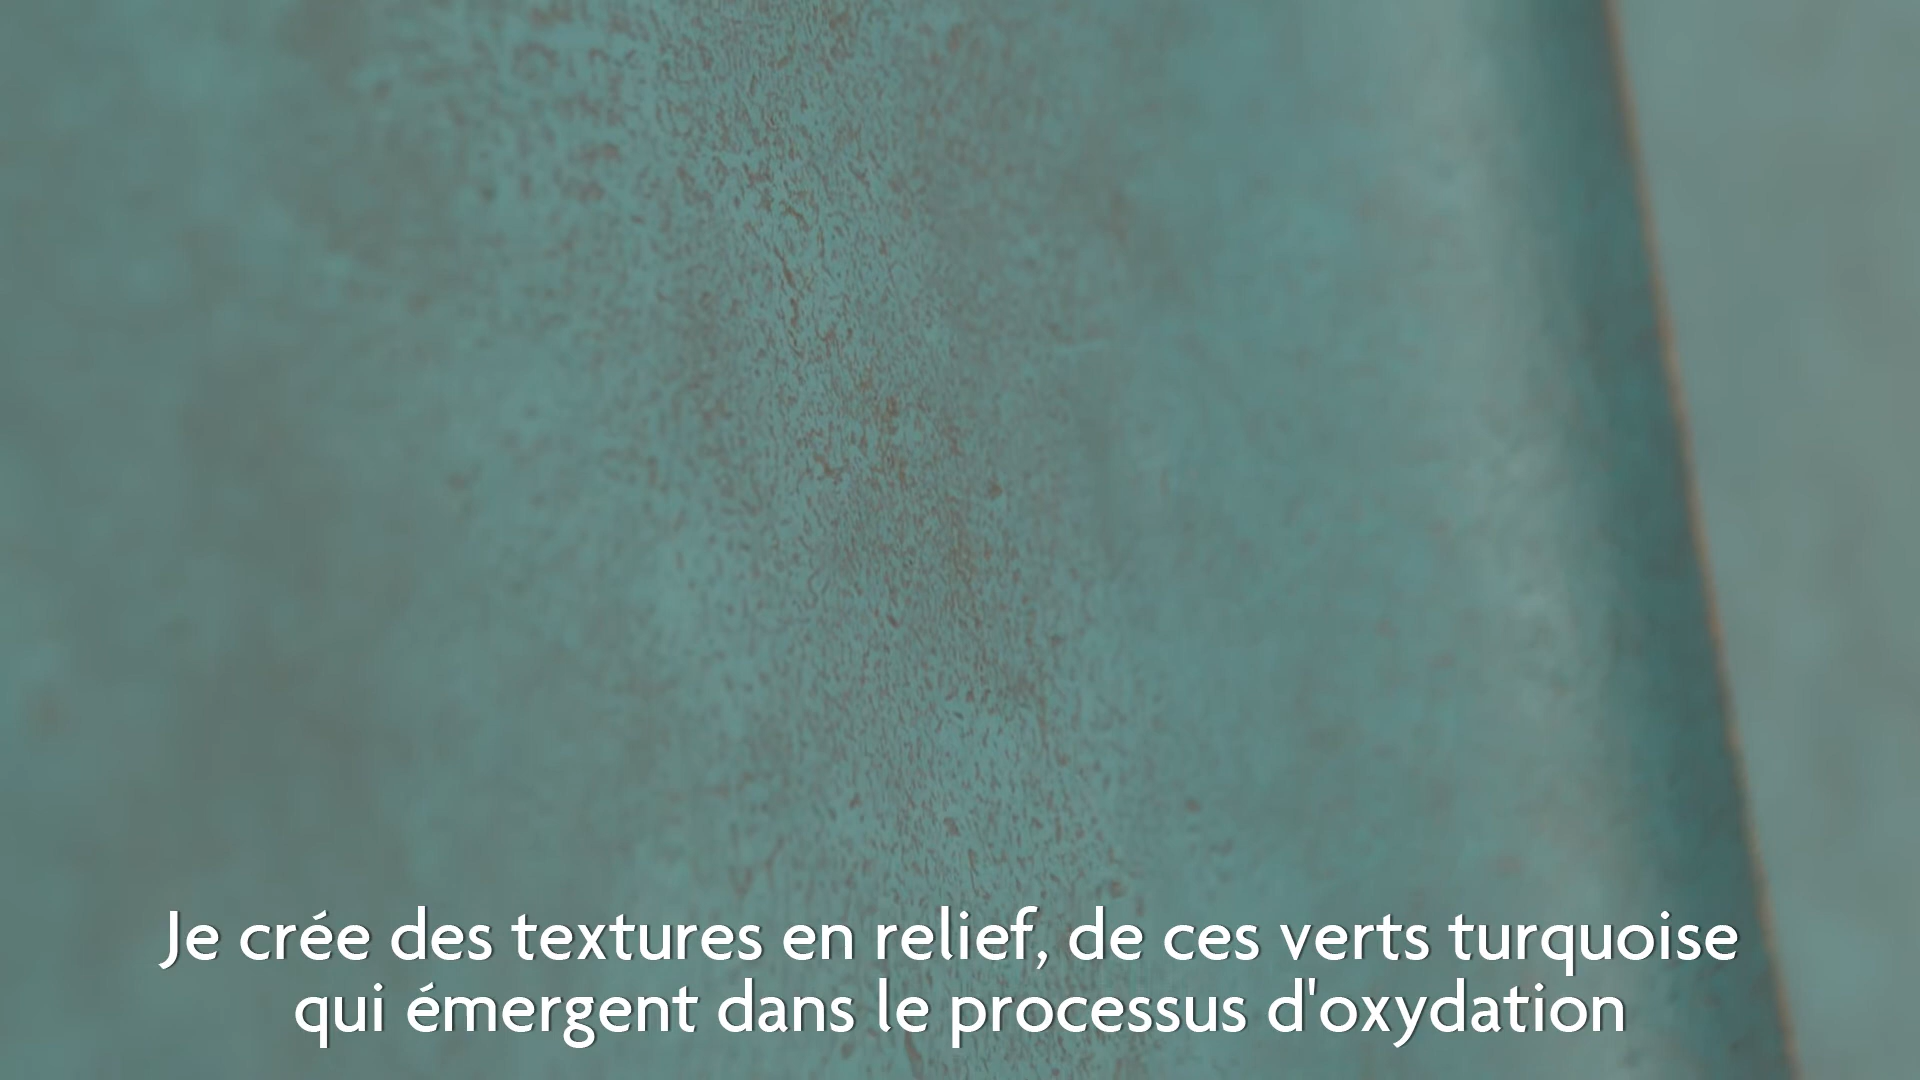 Je crée des textures en relief, de ces verts turquoise
qui émergent dans le processus d'oxydation